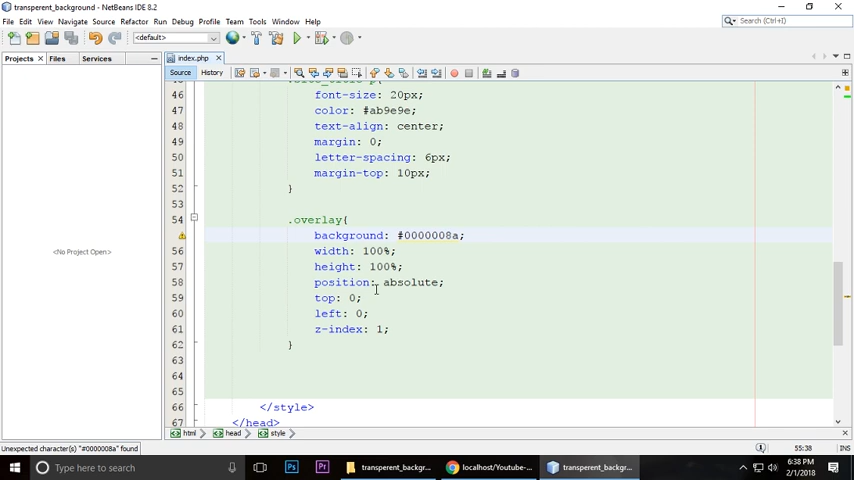 transperent_background - NetBeans IDE 8.2
File Edit View Navigate Source Refactor Run Debug Profile Team Tools Window Help
Search (Ctrl+I)
<default>
Projects Files Services
index.php
Source History
46 font-size: 20px;
47 color: #ab9e9e;
48 text-align: center;
49 margin: 0;
50 letter-spacing: 6px;
51 margin-top: 10px;
52 }
53
54 .overlay{
background: #0000008a;
56 width: 100%;
57 height: 100%;
58 position: absolute;
59 top: 0;
60 left: 0;
61 z-index: 1;
62 }
63
64
65
66 </style>
67 </head>
<No Project Open>
html head style
Unexpected character(s) "#0000008a" found
55:38 INS
Type here to search
transperent_backgr...
localhost/Youtube-...
transperent_backgr...
6:38 PM
2/1/2018